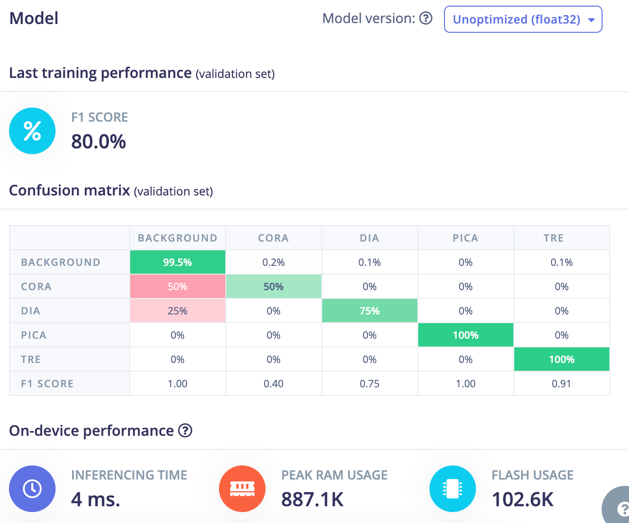 Model
Model version: ? Unoptimized (float32)
Last training performance (validation set)
%
F1 SCORE
80.0%
Confusion matrix (validation set)
BACKGROUND CORA DIA PICA TRE
BACKGROUND 99.5% 0.2% 0.1% 0% 0.1%
CORA 50% 50% 0% 0% 0%
DIA 25% 0% 75% 0% 0%
PICA 0% 0% 0% 100% 0%
TRE 0% 0% 0% 0% 100%
F1 SCORE 1.00 0.40 0.75 1.00 0.91
On-device performance ?
INFERENCING TIME
4 ms.
PEAK RAM USAGE
887.1K
FLASH USAGE
102.6K
?